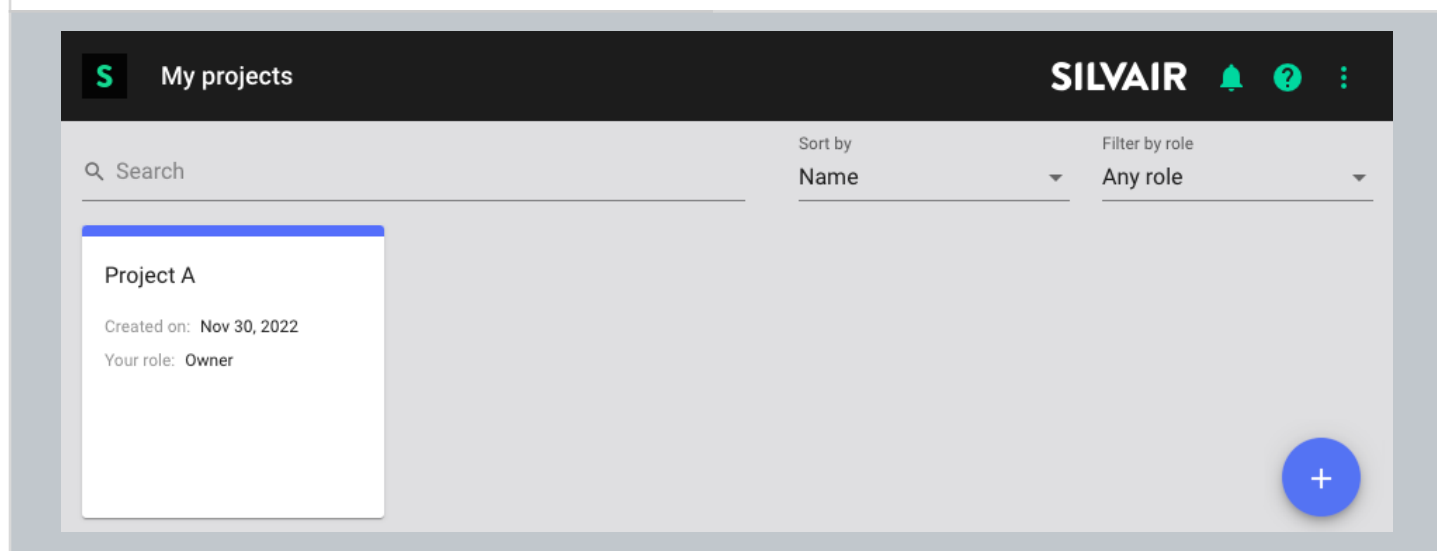 S My projects SILVAIR
Sort by Filter by role
Search Name Any role
Project A
Created on: Nov 30, 2022
Your role: Owner